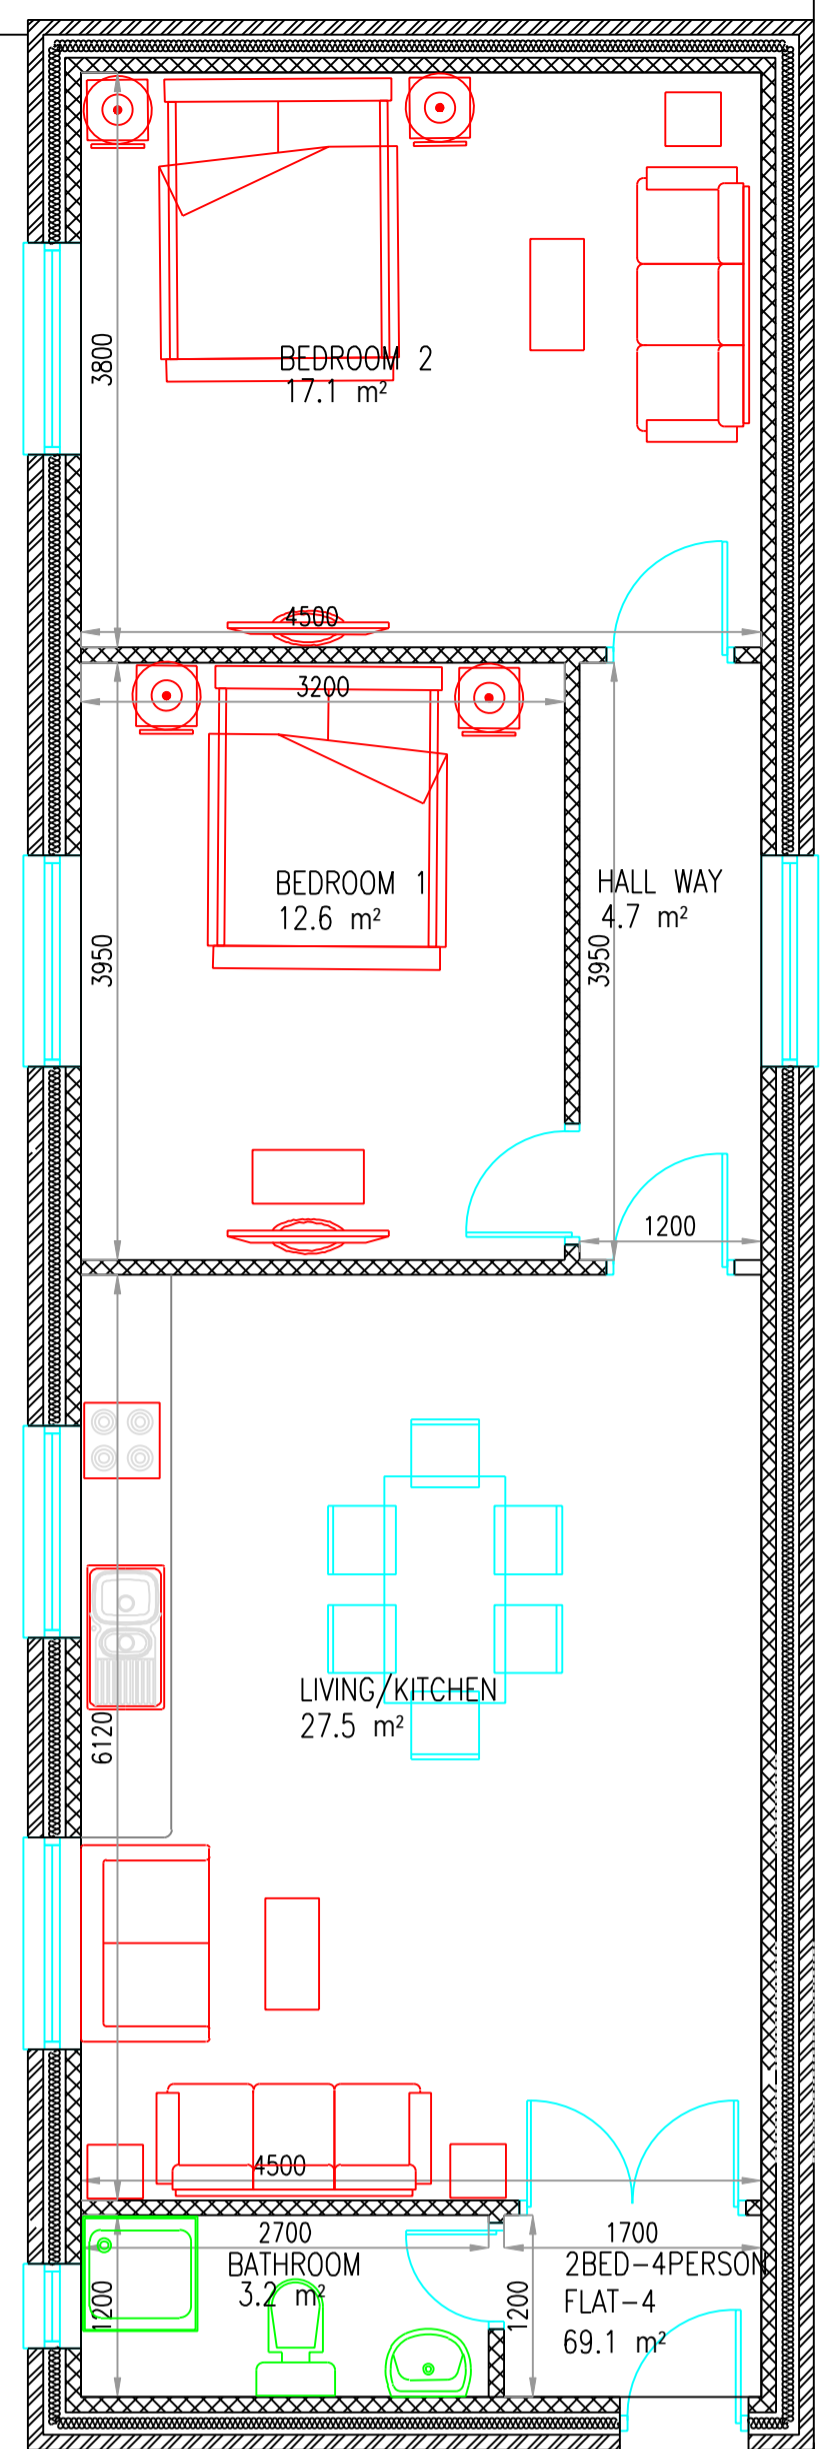 3800
BEDROOM 2
17.1 m²
4500
3200
BEDROOM 1
12.6 m²
HALL WAY
4.7 m²
3950
3950
1200
LIVING/KITCHEN
27.5 m²
6120
4500
2700
1700
BATHROOM
3.2 m²
1200
1200
2BED-4PERSON
FLAT-4
69.1 m²